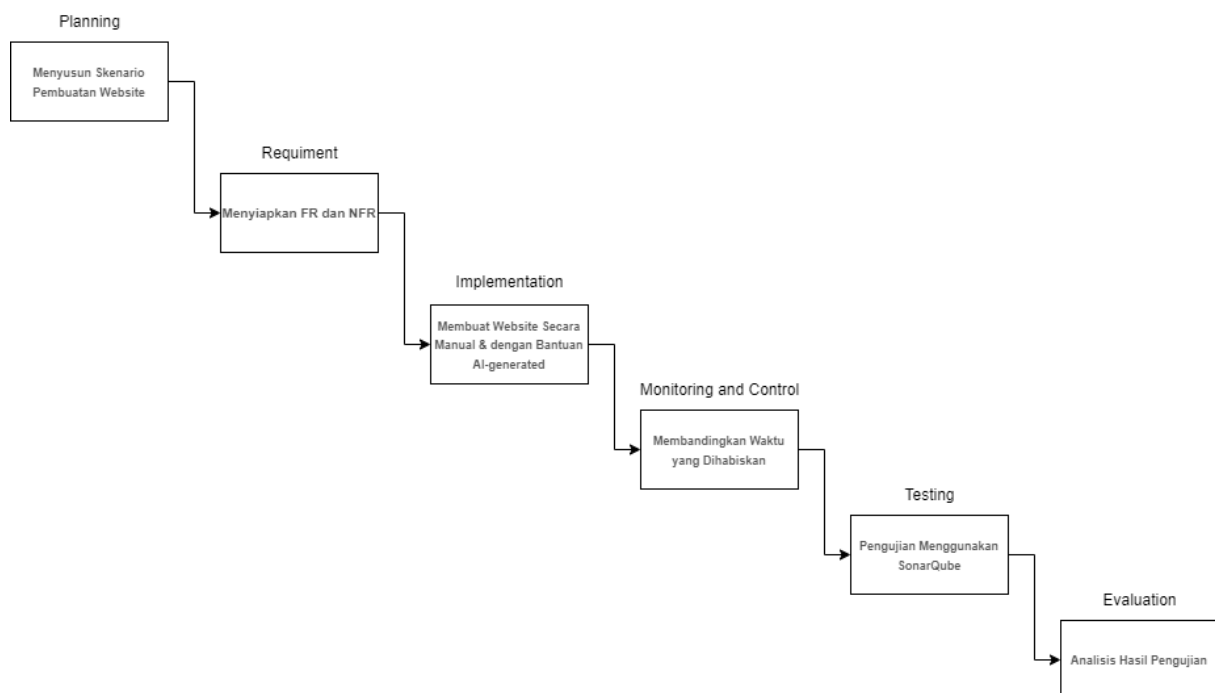 Planning
Menyusun Skenario
Pembuatan Website
Requiment
Menyiapkan FR dan NFR
Implementation
Membuat Website Secara
Manual & dengan Bantuan
AI-generated
Monitoring and Control
Membandingkan Waktu
yang Dihabiskan
Testing
Pengujian Menggunakan
SonarQube
Evaluation
Analisis Hasil Pengujian